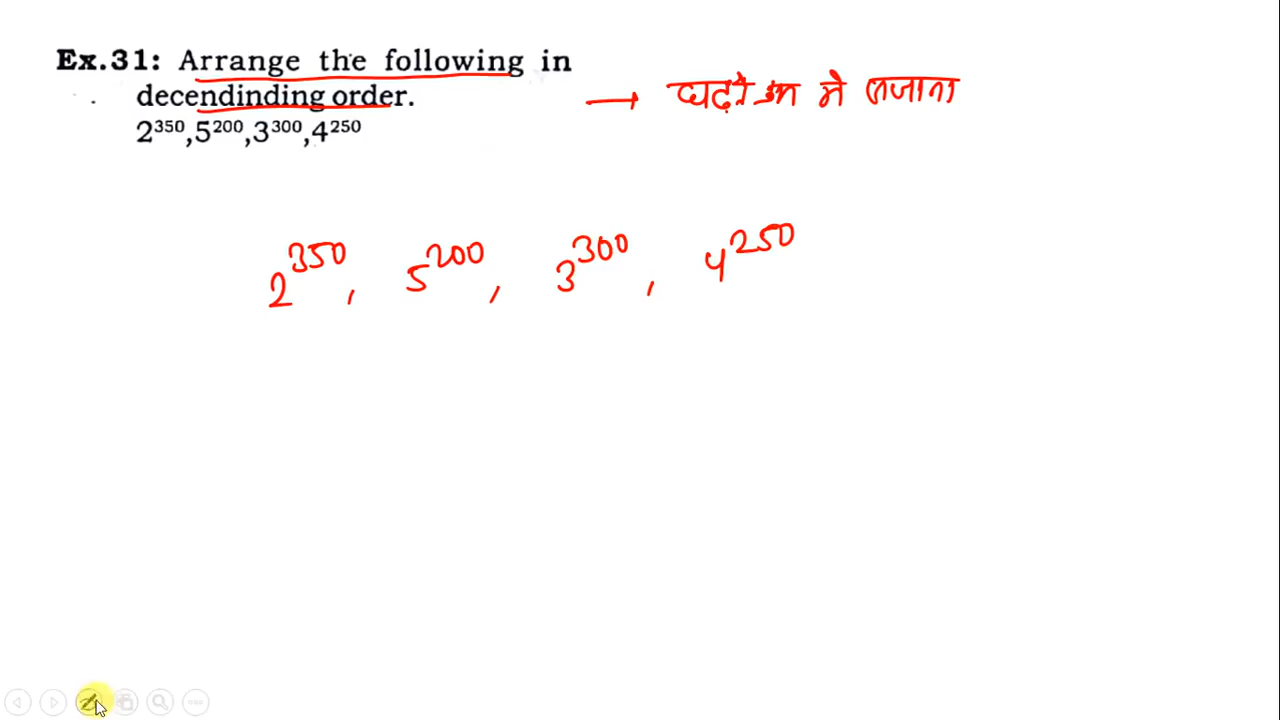 Ex.31: Arrange the following in
decendinding order.
2³⁵⁰,5²⁰⁰,3³⁰⁰,4²⁵⁰
→ घटते क्रम मे सजाना
2³⁵⁰, 5²⁰⁰, 3³⁰⁰, 4²⁵⁰